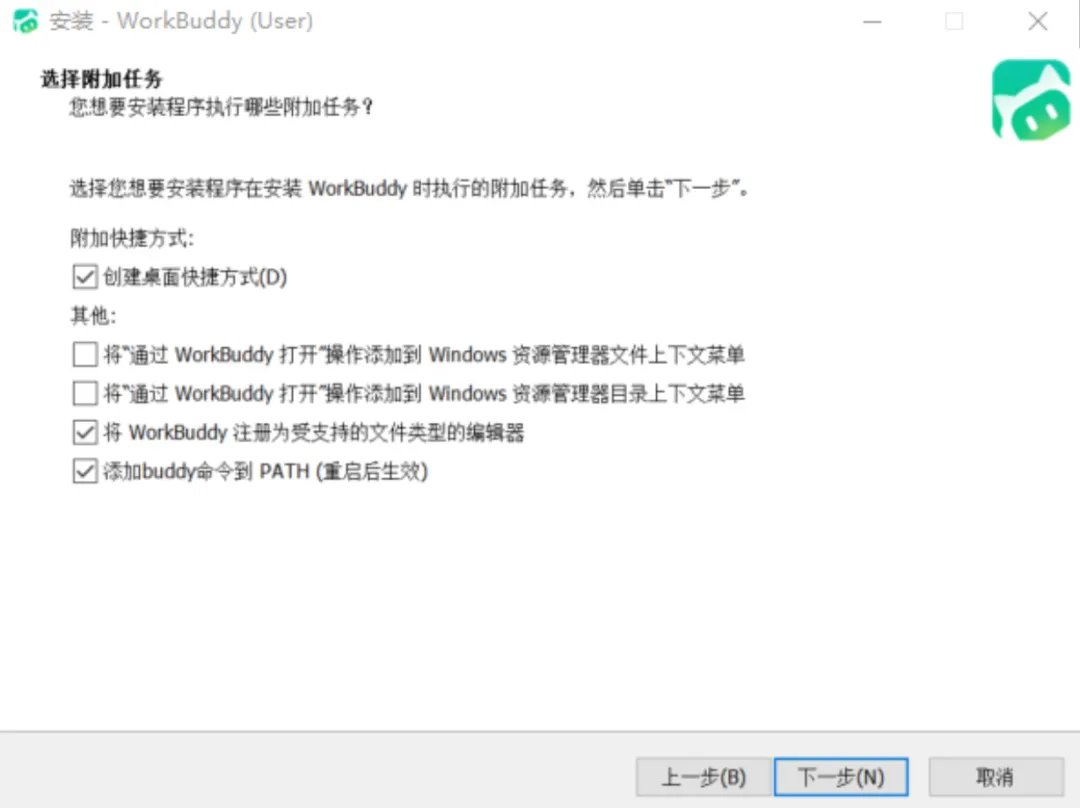 安装 - WorkBuddy (User)
选择附加任务
您想要安装程序执行哪些附加任务？
选择您想要安装程序在安装 WorkBuddy 时执行的附加任务，然后单击“下一步”。
附加快捷方式:
创建桌面快捷方式(D)
其他:
将“通过 WorkBuddy 打开”操作添加到 Windows 资源管理器文件上下文菜单
将“通过 WorkBuddy 打开”操作添加到 Windows 资源管理器目录上下文菜单
将 WorkBuddy 注册为受支持的文件类型的编辑器
添加buddy命令到 PATH (重启后生效)
上一步(B) 下一步(N) 取消